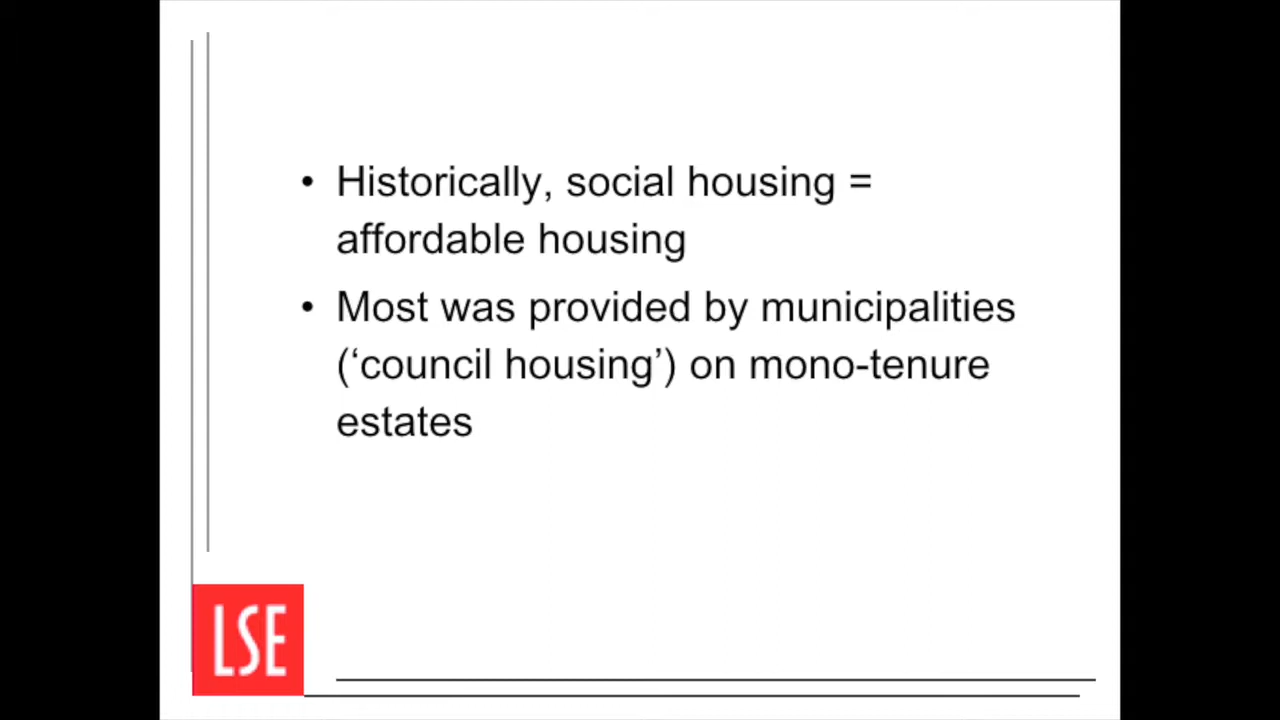 • Historically, social housing =
affordable housing
• Most was provided by municipalities
(‘council housing’) on mono-tenure
estates
LSE